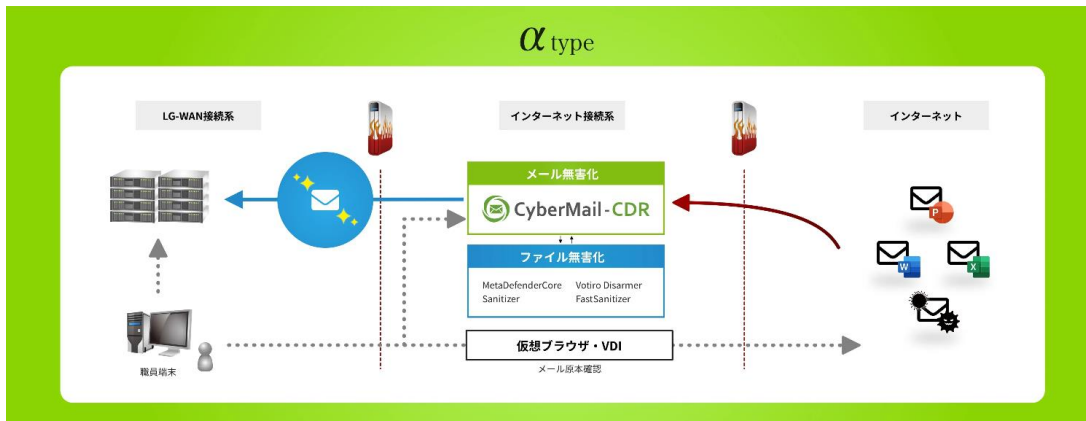 α type
LG-WAN接続系
インターネット接続系
インターネット
メール無害化
CyberMail-CDR
ファイル無害化
MetaDefenderCore
Sanitizer
Votiro Disarmer
FastSanitizer
P
W
X
仮想ブラウザ・VDI
メール原本確認
職員端末